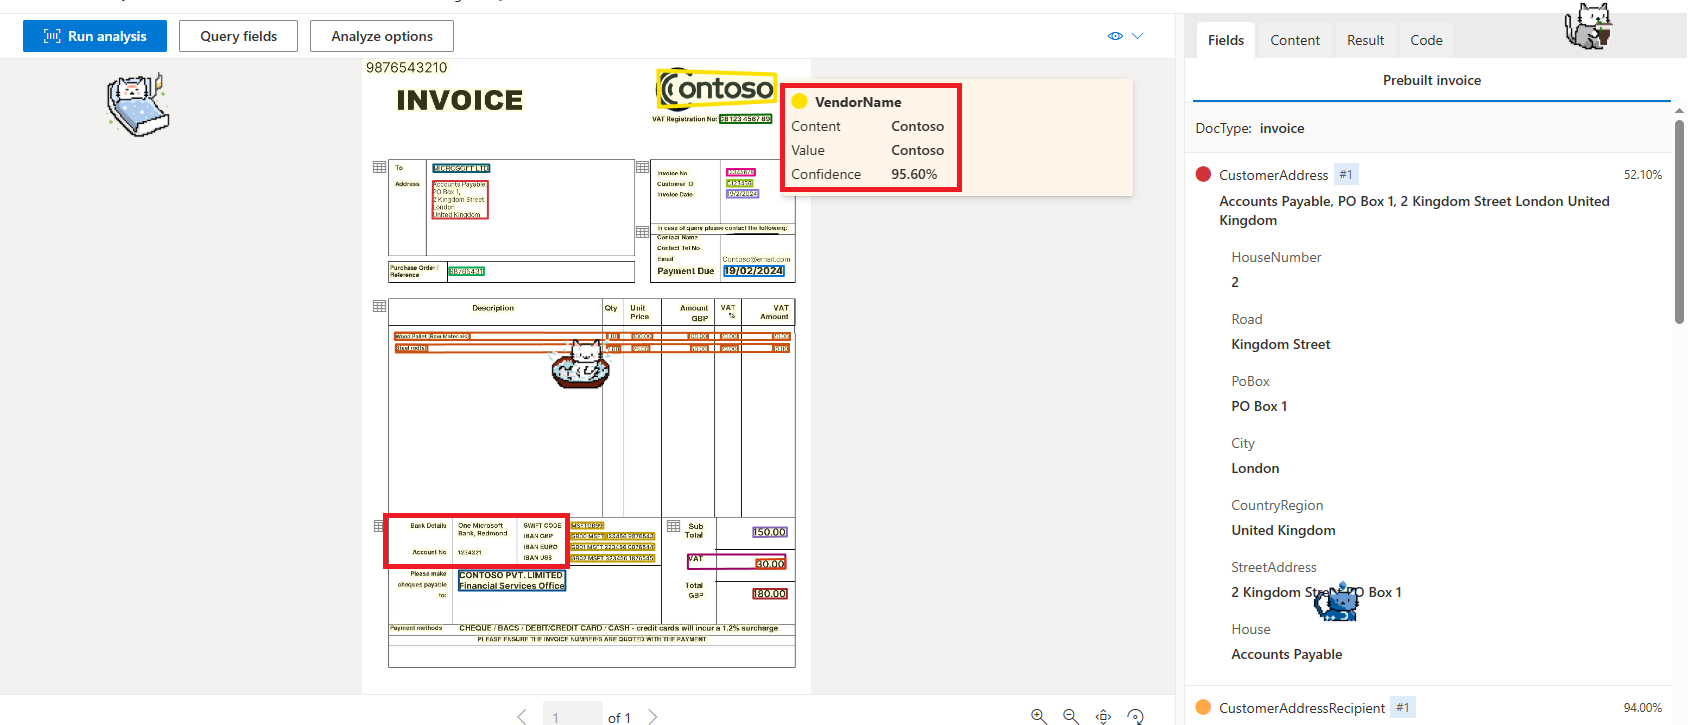 Run analysis
Query fields
Analyze options
Fields
Content
Result
Code
Prebuilt invoice
9876543210
INVOICE
Contoso
VAT Registration No: GB 123 4567 89
VendorName
Content Contoso
Value Contoso
Confidence 95.60%
To MICROSOFT LTD
Address Accounts Payable,
PO Box 1,
2 Kingdom Street
London
United Kingdom
Invoice No
Customer ID
Invoice Date 19/2/2024
In case of query please contact the following:
Contact Name
Contact Tel No
Email Contoso@email.com
Payment Due 19/02/2024
Purchase Order /
Reference
Description Qty Unit Price Amount GBP VAT % VAT Amount
Wood Pallet (Raw Materials)
Steel rod
Bank Details One Microsoft Bank, Redmond
Account No 1234321
SWIFT CODE
IBAN GBP
IBAN EURO
IBAN US$
Sub Total 150.00
VAT 30.00
Total GBP 180.00
Please make cheques payable to: CONTOSO PVT. LIMITED
Financial Services Office
Payment methods CHEQUE / BACS / DEBIT/CREDIT CARD / CASH - credit cards will incur a 1.2% surcharge
PLEASE ENSURE THE INVOICE NUMBERS ARE QUOTED WITH THE PAYMENT
1 of 1
DocType: invoice
CustomerAddress #1 52.10%
Accounts Payable, PO Box 1, 2 Kingdom Street London United
Kingdom
HouseNumber
2
Road
Kingdom Street
PoBox
PO Box 1
City
London
CountryRegion
United Kingdom
StreetAddress
2 Kingdom Street PO Box 1
House
Accounts Payable
CustomerAddressRecipient #1 94.00%